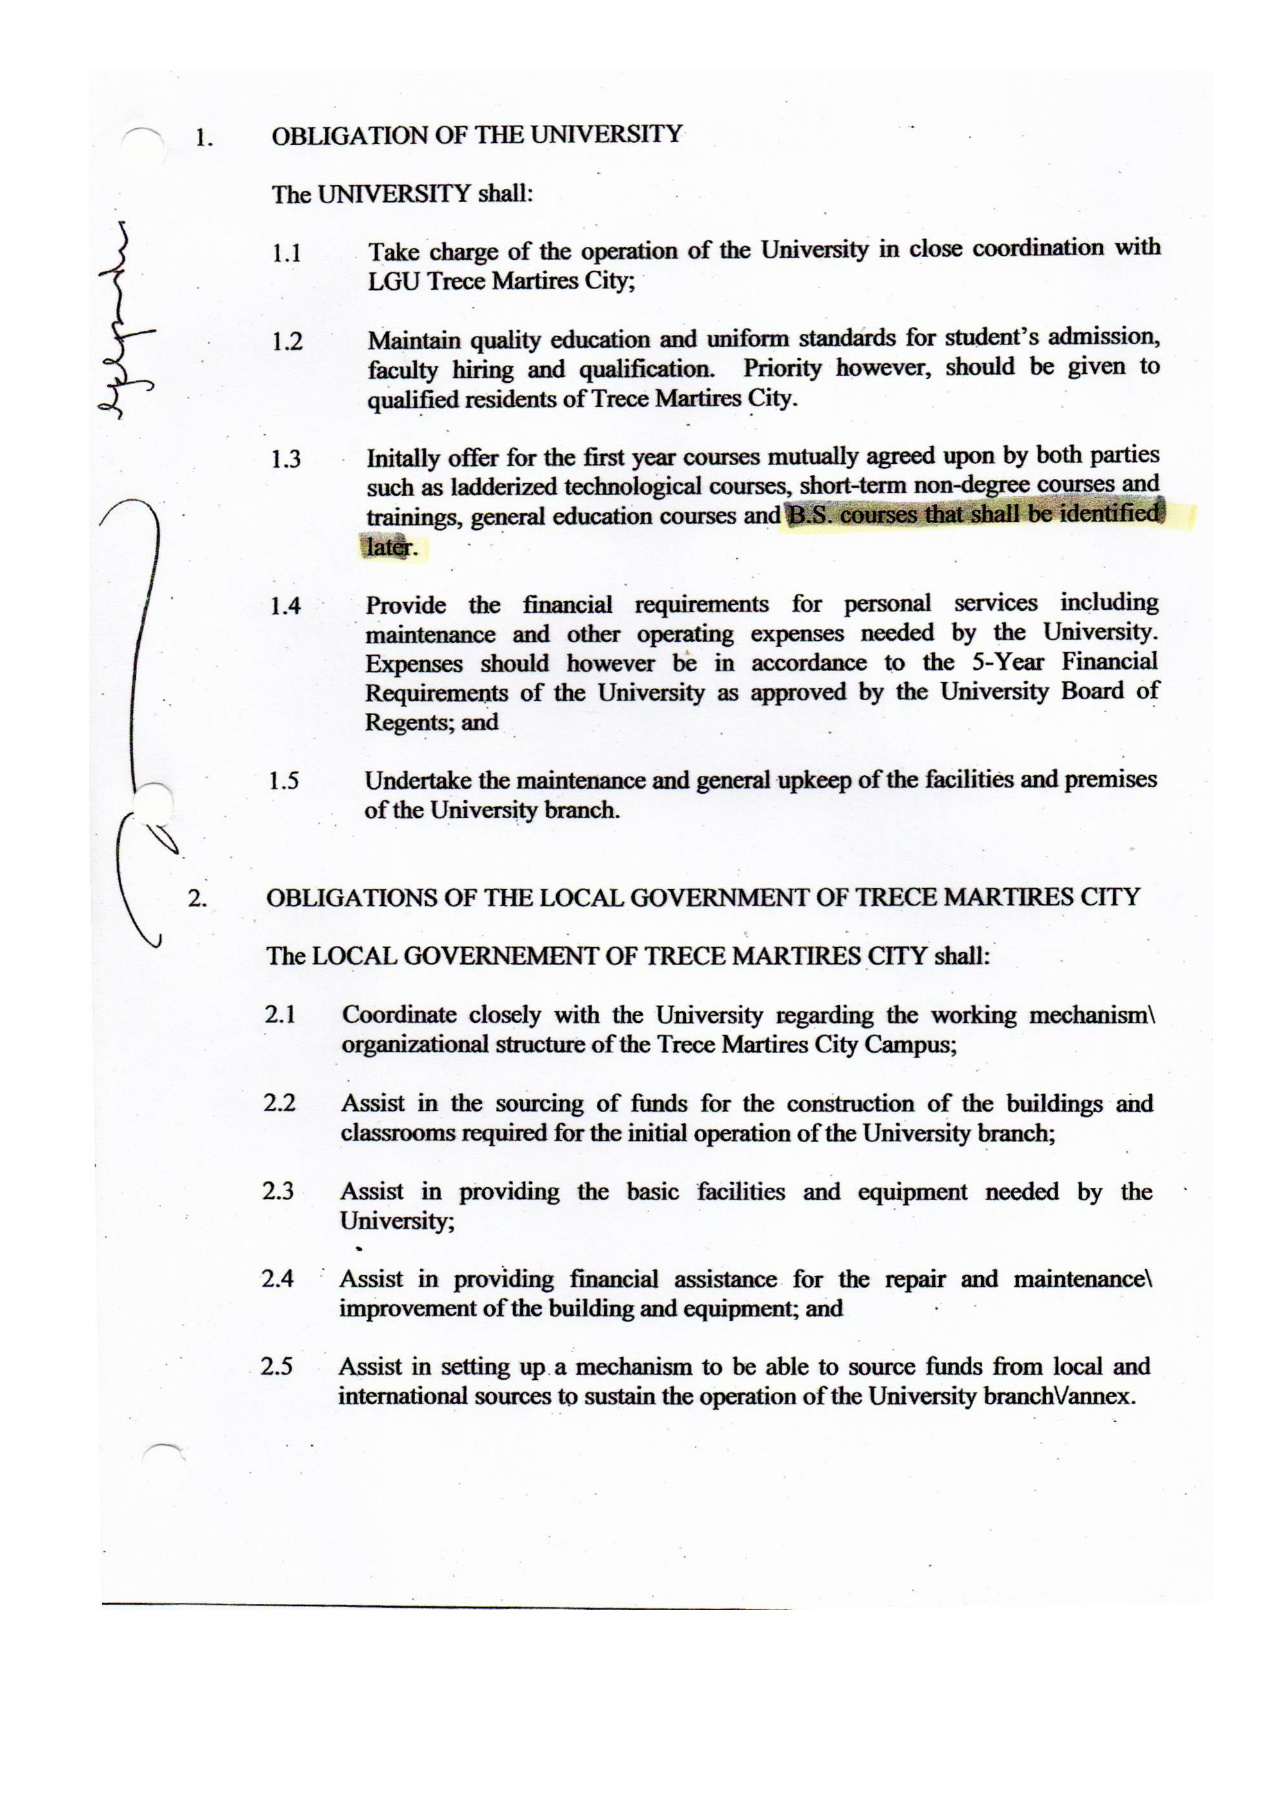 1. OBLIGATION OF THE UNIVERSITY
The UNIVERSITY shall:
1.1 Take charge of the operation of the University in close coordination with
LGU Trece Martires City;
1.2 Maintain quality education and uniform standards for student's admission,
faculty hiring and qualification. Priority however, should be given to
qualified residents of Trece Martires City.
1.3 Initally offer for the first year courses mutually agreed upon by both parties
such as ladderized technological courses, short-term non-degree courses and
trainings, general education courses and B.S. courses that shall be identified
later.
1.4 Provide the financial requirements for personal services including
maintenance and other operating expenses needed by the University.
Expenses should however be in accordance to the 5-Year Financial
Requirements of the University as approved by the University Board of
Regents; and
1.5 Undertake the maintenance and general upkeep of the facilities and premises
of the University branch.
2. OBLIGATIONS OF THE LOCAL GOVERNMENT OF TRECE MARTIRES CITY
The LOCAL GOVERNEMENT OF TRECE MARTIRES CITY shall:
2.1 Coordinate closely with the University regarding the working mechanism\
organizational structure of the Trece Martires City Campus;
2.2 Assist in the sourcing of funds for the construction of the buildings and
classrooms required for the initial operation of the University branch;
2.3 Assist in providing the basic facilities and equipment needed by the
University;
2.4 Assist in providing financial assistance for the repair and maintenance\
improvement of the building and equipment; and
2.5 Assist in setting up a mechanism to be able to source funds from local and
international sources to sustain the operation of the University branch\/annex.